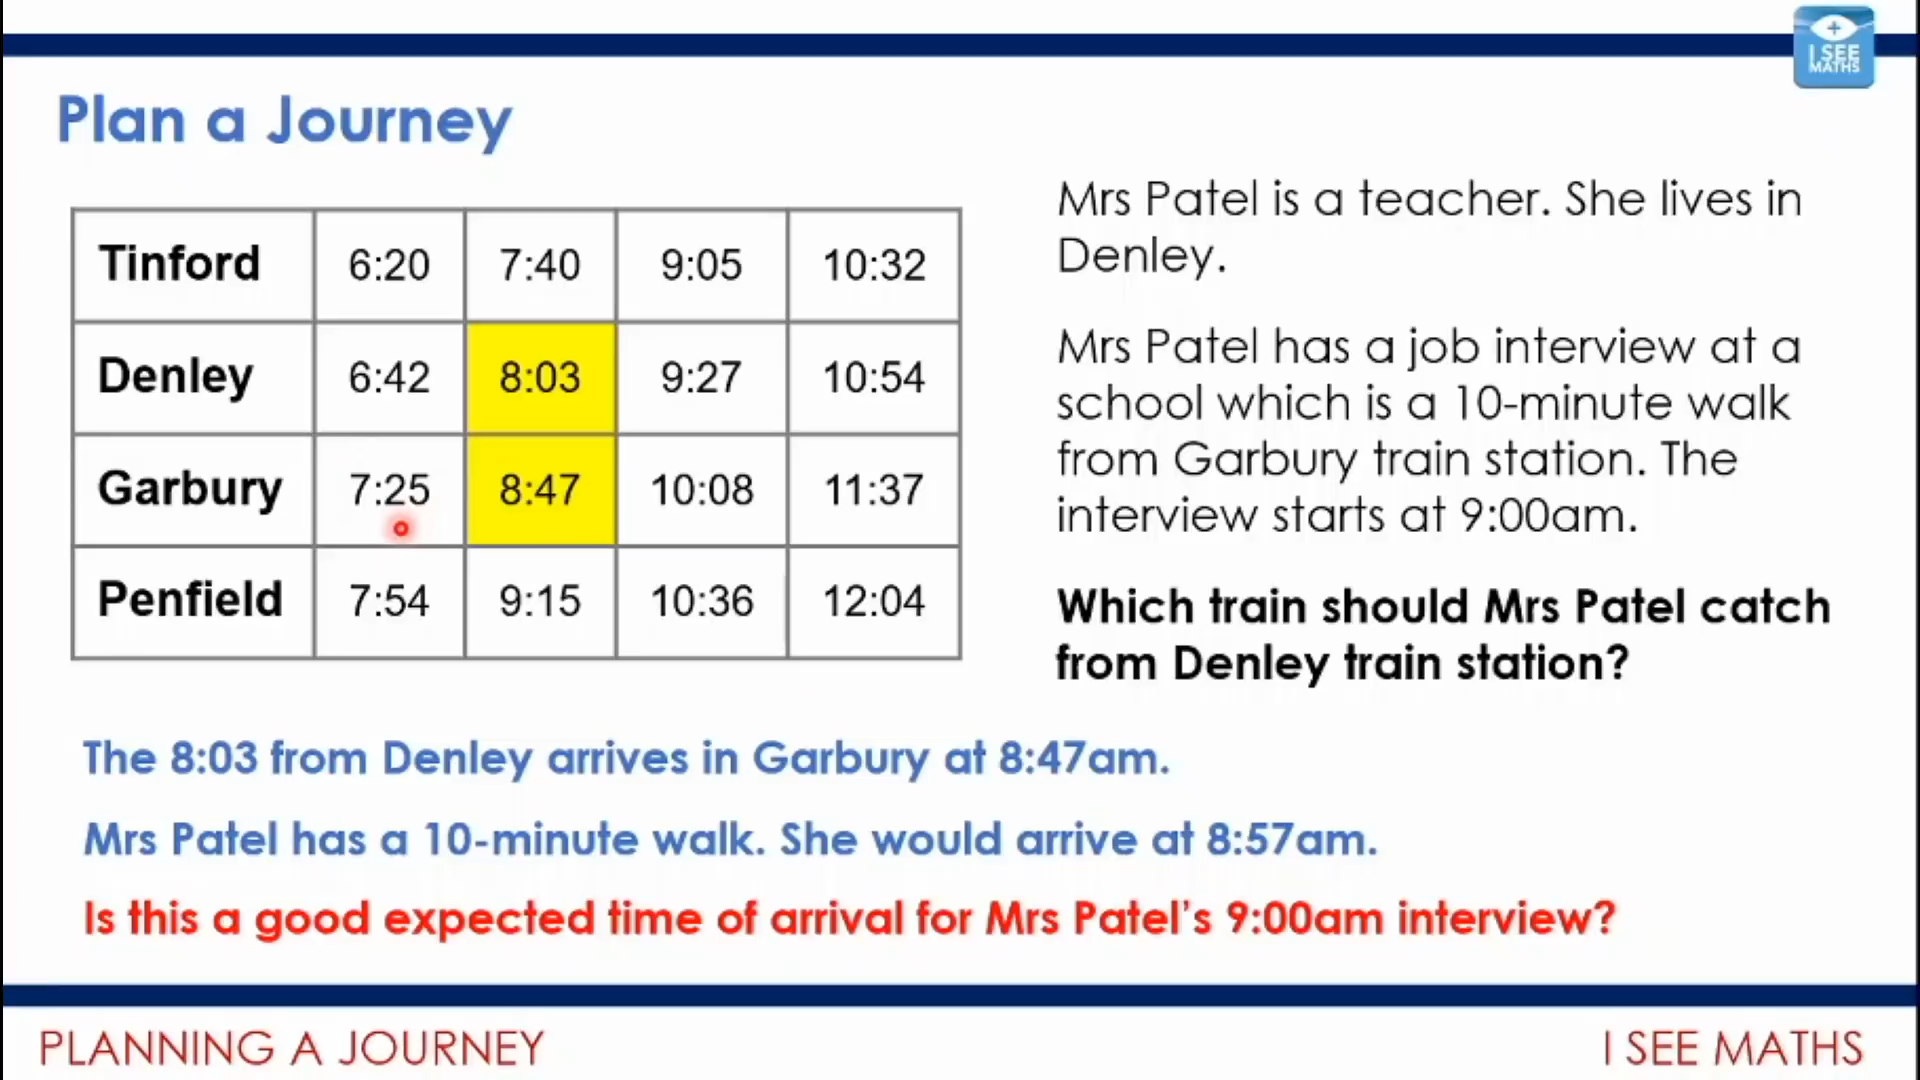 I SEE
MATHS
Plan a Journey
Tinford 6:20 7:40 9:05 10:32
Denley 6:42 8:03 9:27 10:54
Garbury 7:25 8:47 10:08 11:37
Penfield 7:54 9:15 10:36 12:04
Mrs Patel is a teacher. She lives in
Denley.
Mrs Patel has a job interview at a
school which is a 10-minute walk
from Garbury train station. The
interview starts at 9:00am.
Which train should Mrs Patel catch
from Denley train station?
The 8:03 from Denley arrives in Garbury at 8:47am.
Mrs Patel has a 10-minute walk. She would arrive at 8:57am.
Is this a good expected time of arrival for Mrs Patel's 9:00am interview?
PLANNING A JOURNEY
I SEE MATHS